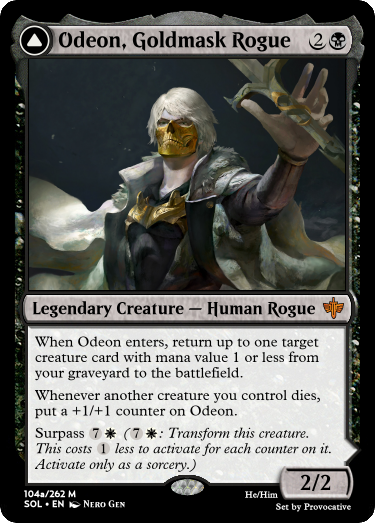 Odeon, Goldmask Rogue 2
Legendary Creature — Human Rogue
When Odeon enters, return up to one target
creature card with mana value 1 or less from
your graveyard to the battlefield.
Whenever another creature you control dies,
put a +1/+1 counter on Odeon.
Surpass 7 (7 : Transform this creature.
This costs 1 less to activate for each counter on it.
Activate only as a sorcery.)
2/2
104a/262 M
SOL • EN Nero Gen
He/Him
Set by Provocative